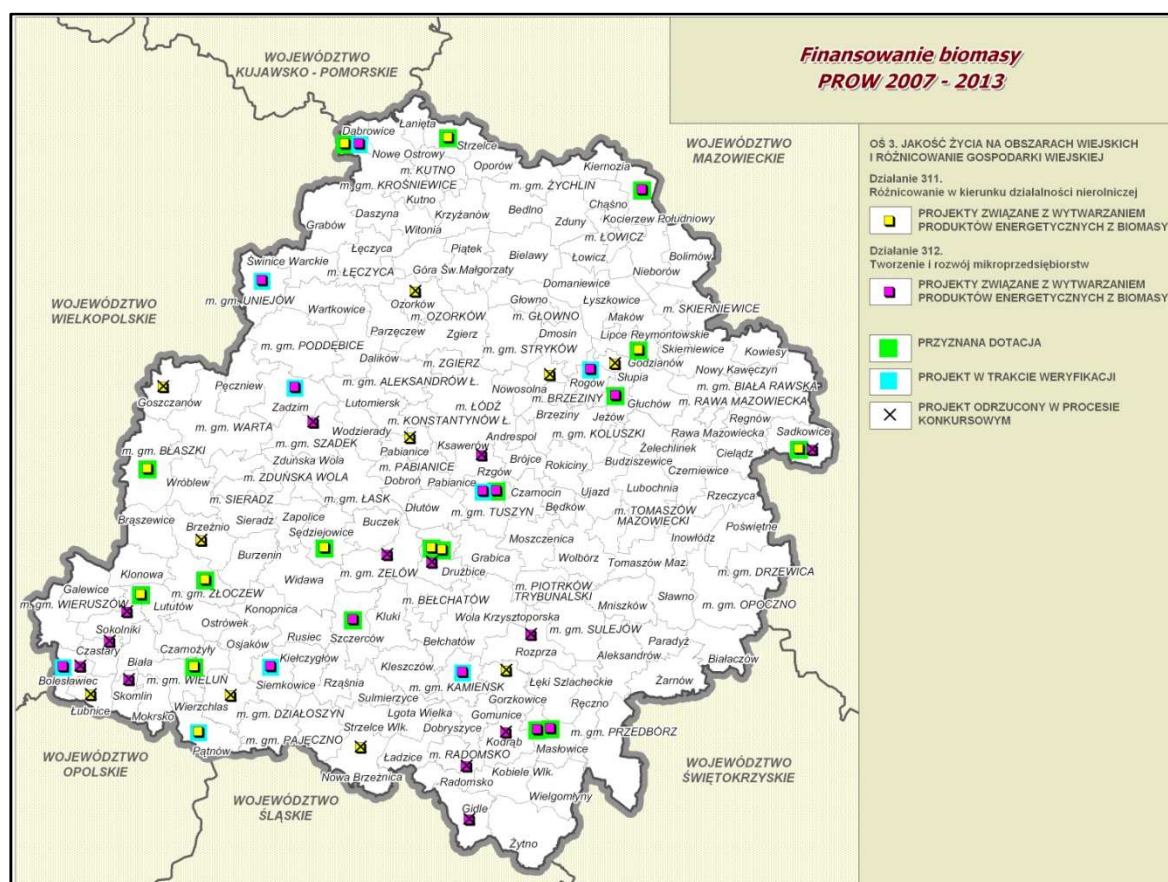 WOJEWÓDZTWO
KUJAWSKO - POMORSKIE
Finansowanie biomasy
PROW 2007 - 2013
WOJEWÓDZTWO
MAZOWIECKIE
OŚ 3. JAKOŚĆ ŻYCIA NA OBSZARACH WIEJSKICH
I RÓŻNICOWANIE GOSPODARKI WIEJSKIEJ
Działanie 311.
Różnicowanie w kierunku działalności nierolniczej
PROJEKTY ZWIĄZANE Z WYTWARZANIEM
PRODUKTÓW ENERGETYCZNYCH Z BIOMASY
Działanie 312.
Tworzenie i rozwój mikroprzedsiębiorstw
PROJEKTY ZWIĄZANE Z WYTWARZANIEM
PRODUKTÓW ENERGETYCZNYCH Z BIOMASY
PRZYZNANA DOTACJA
PROJEKT W TRAKCIE WERYFIKACJI
PROJEKT ODRZUCONY W PROCESIE
KONKURSOWYM
Dąbrowice
Łanięta
Strzelce
Nowe Ostrowy
Oporów
Kiernozia
m. KUTNO
m. gm. KROŚNIEWICE
m. gm. ŻYCHLIN
Kutno
Bedlno
Chąśno
Daszyna
Krzyżanów
Zduny
Kocierzew Południowy
Grabów
Witonia
m. ŁOWICZ
Łęczyca
Piątek
Bielawy
Łowicz
Bolimów
Świnice Warckie
m. ŁĘCZYCA
Góra Św.Małgorzaty
Nieborów
Domaniewice
m. gm. UNIEJÓW
Ozorków
Głowno
Łyszkowice
WOJEWÓDZTWO
WIELKOPOLSKIE
Wartkowice
m. OZORKÓW
m. GŁOWNO
Maków
m. SKIERNIEWICE
Parzęczew
Zgierz
Dmosin
Lipce Reymontowskie
m. gm. PODDĘBICE
m. gm. STRYKÓW
Skierniewice
Kowiesy
Dalików
m. ZGIERZ
Godzianów
Nowy Kawęczyn
Pęczniew
m. gm. ALEKSANDRÓW Ł.
Nowosolna
Rogów
Słupia
m. gm. BIAŁA RAWSKA
Goszczanów
Zadzim
Lutomiersk
m. ŁÓDŹ
m. BRZEZINY
Głuchów
m. RAWA MAZOWIECKA
m. gm. WARTA
m. KONSTANTYNÓW Ł.
Brzeziny
Jeżów
Regnów
Wodzierady
Andrespol
m. gm. KOLUSZKI
Rawa Mazowiecka
Sadkowice
m. gm. BŁASZKI
m. gm. SZADEK
Pabianice
Ksawerów
Żelechlinek
Cielądz
Zduńska Wola
m. PABIANICE
Rzgów
Brójce
Rokiciny
Budziszewice
Czerniewice
Wróblew
m. ZDUŃSKA WOLA
Dobroń
Pabianice
Czarnocin
Ujazd
Lubochnia
Rzeczyca
m. SIERADZ
m. gm. ŁASK
m. gm. TUSZYN
Będków
m. TOMASZÓW
MAZOWIECKI
Braszewice
Brzeźnio
Sieradz
Zapolice
Buczek
Dłutów
Poświętne
Sędziejowice
Moszczenica
Inowłódz
Burzenin
Grabica
Wolbórz
Klonowa
Widawa
m. gm. ZELÓW
Drużbice
Tomaszów Maz.
m. gm. DRZEWICA
Galewice
m. gm. ZŁOCZEW
m. BEŁCHATÓW
m. PIOTRKÓW
TRYBUNALSKI
m. gm. WIERUSZÓW
Lututów
Konopnica
Mniszków
Sławno
m. gm. OPOCZNO
Ostrówek
Kluki
Wola Krzysztoporska
m. gm. SULEJÓW
Sokolniki
Rusiec
Szczerców
Bełchatów
Paradyż
Czastary
Czarnożyły
Osjaków
Rozprza
Aleksandrów
Białaczów
Biała
Kiełczygłów
Kleszczów
Bolesławiec
m. gm. WIELUŃ
Siemkowice
Rząśnia
m. gm. KAMIEŃSK
Łęki Szlacheckie
Żarnów
Skomlin
Sulmierzyce
Gorzkowice
Ręczno
Łubnice
Mokrsko
Wierzchlas
m. gm. DZIAŁOSZYN
Lgota Wielka
Gomunice
Strzelce Wlk.
Dobryszyce
m. gm. PRZEDBÓRZ
Pątnów
m. gm. PAJĘCZNO
Kodrąb
Masłowice
WOJEWÓDZTWO
OPOLSKIE
Ładzice
m. RADOMSKO
WOJEWÓDZTWO
ŚWIĘTOKRZYSKIE
Nowa Brzeźnica
Radomsko
Kobiele Wlk.
WOJEWÓDZTWO
ŚLĄSKIE
Gidle
Wielgomłyny
Żytno